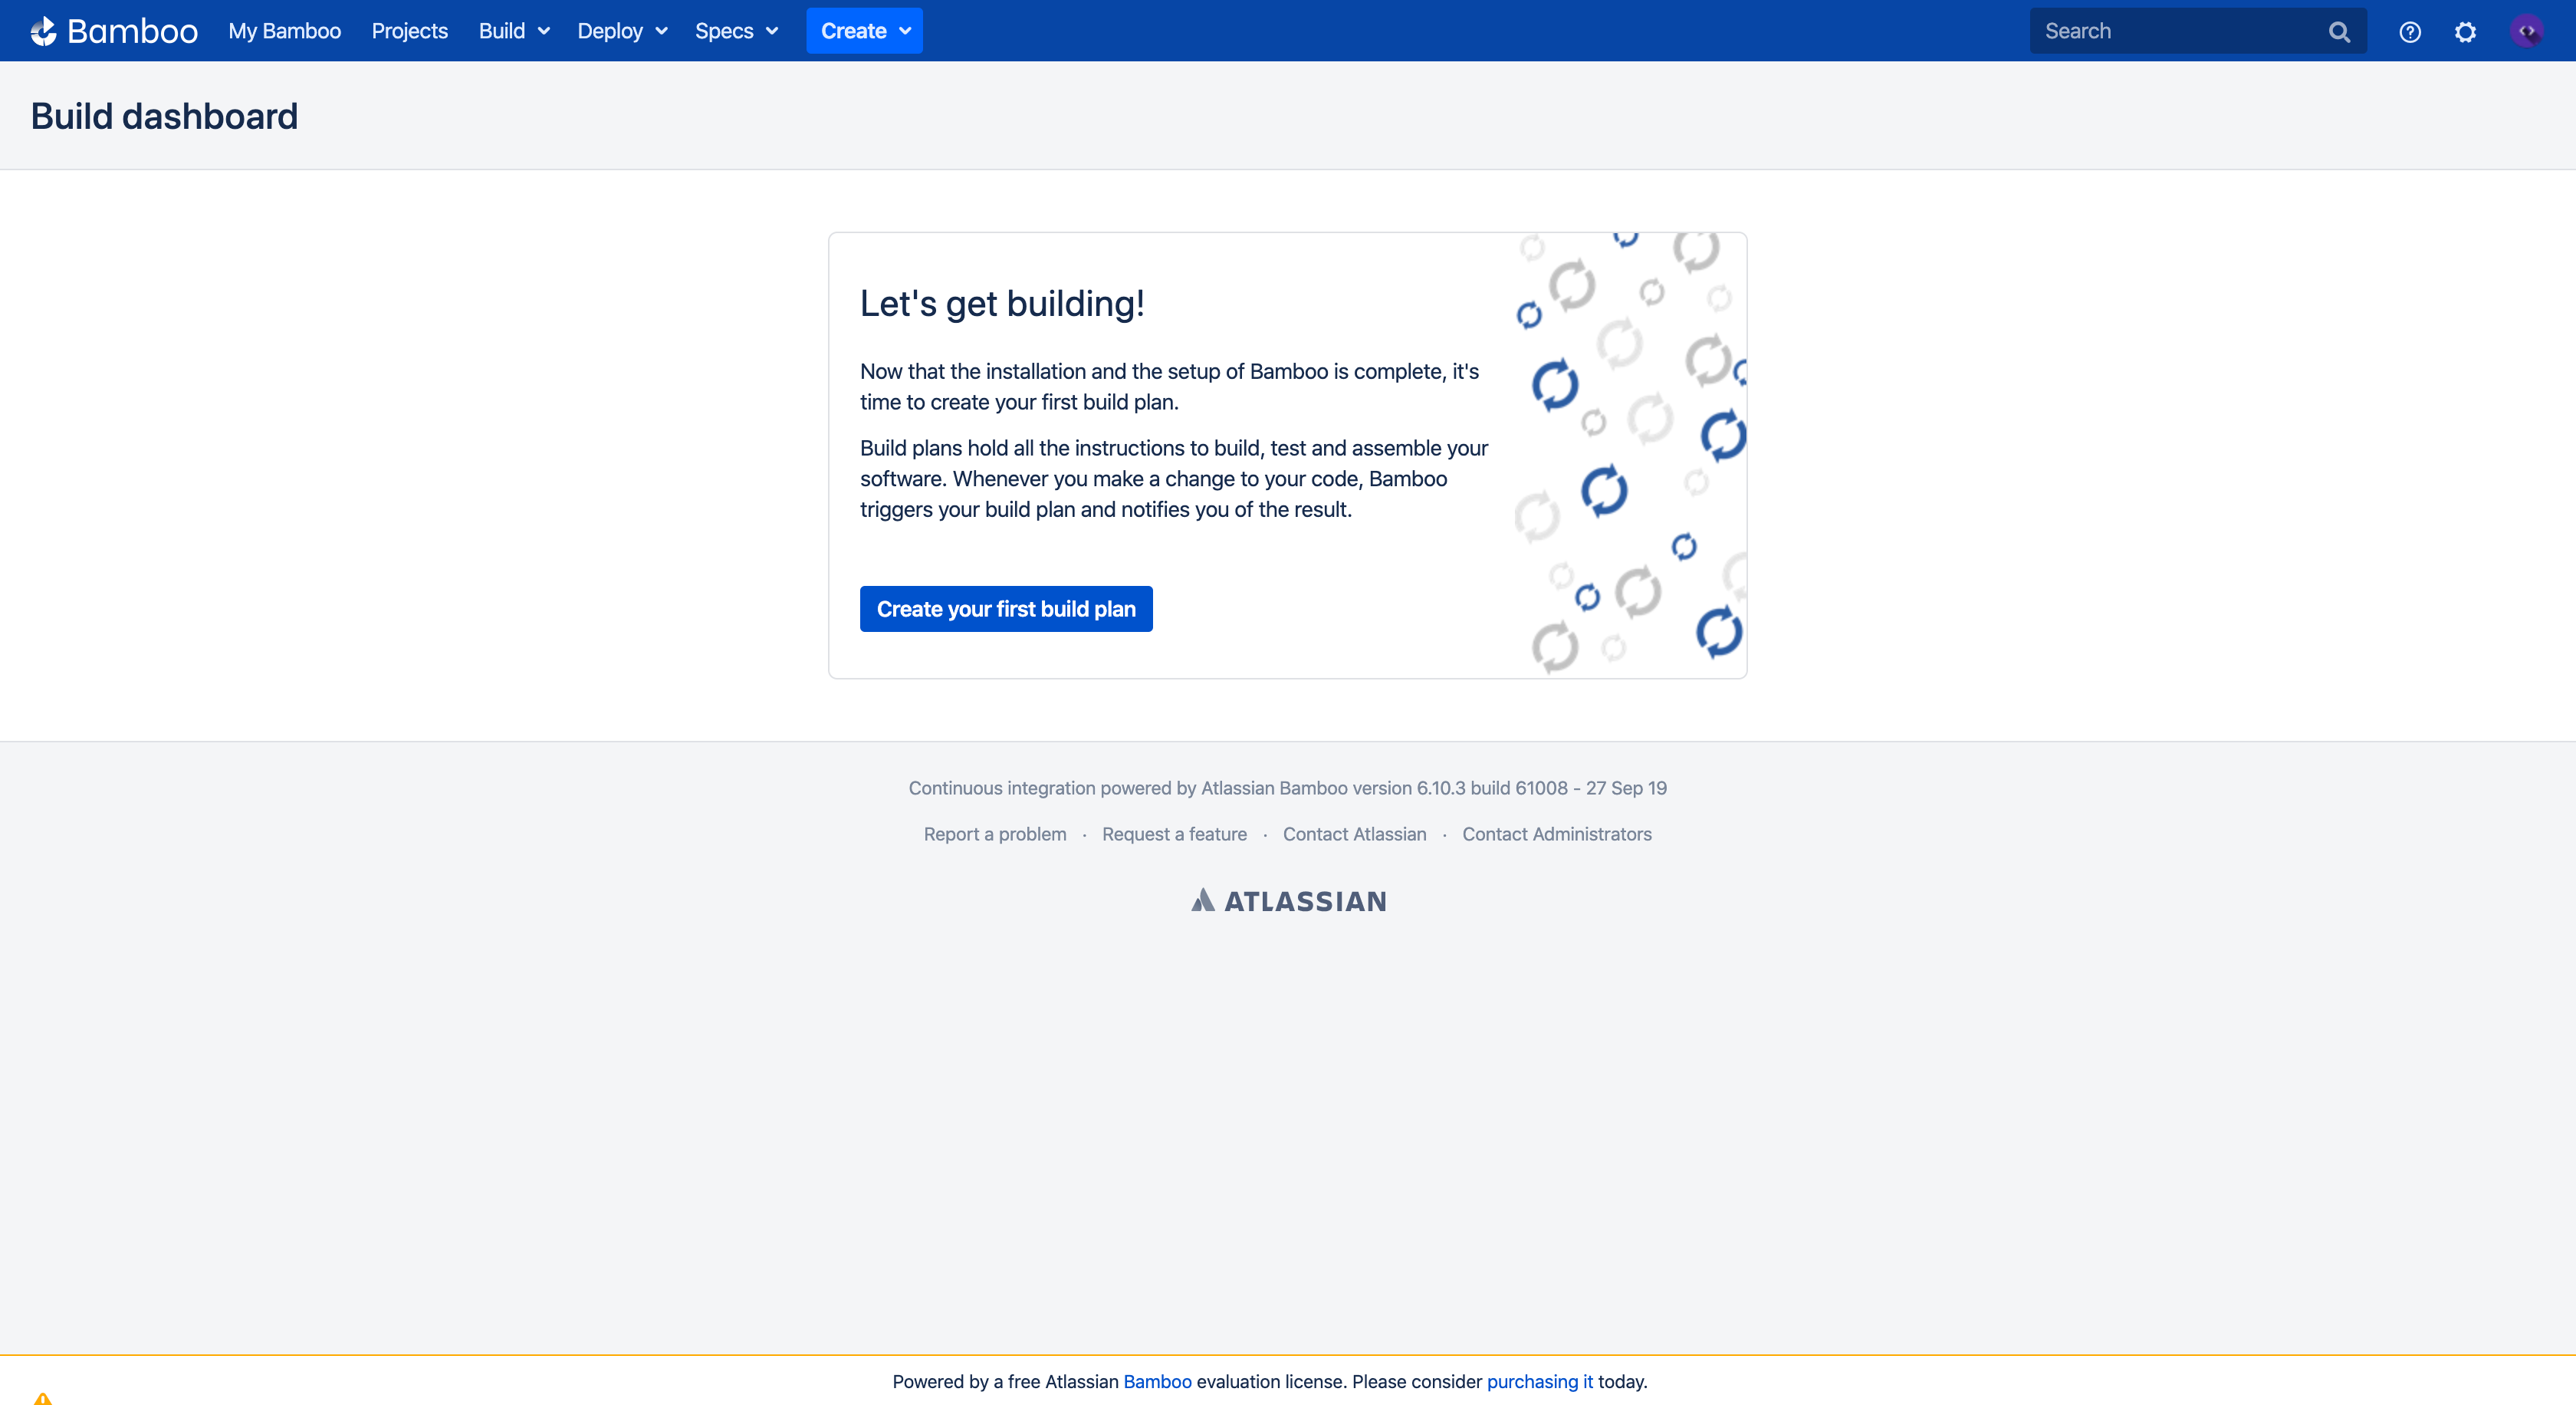 Bamboo My Bamboo Projects Build Deploy Specs Create Search
Build dashboard
Let's get building!
Now that the installation and the setup of Bamboo is complete, it's
time to create your first build plan.
Build plans hold all the instructions to build, test and assemble your
software. Whenever you make a change to your code, Bamboo
triggers your build plan and notifies you of the result.
Create your first build plan
Continuous integration powered by Atlassian Bamboo version 6.10.3 build 61008 - 27 Sep 19
Report a problem · Request a feature · Contact Atlassian · Contact Administrators
ATLASSIAN
Powered by a free Atlassian Bamboo evaluation license. Please consider purchasing it today.